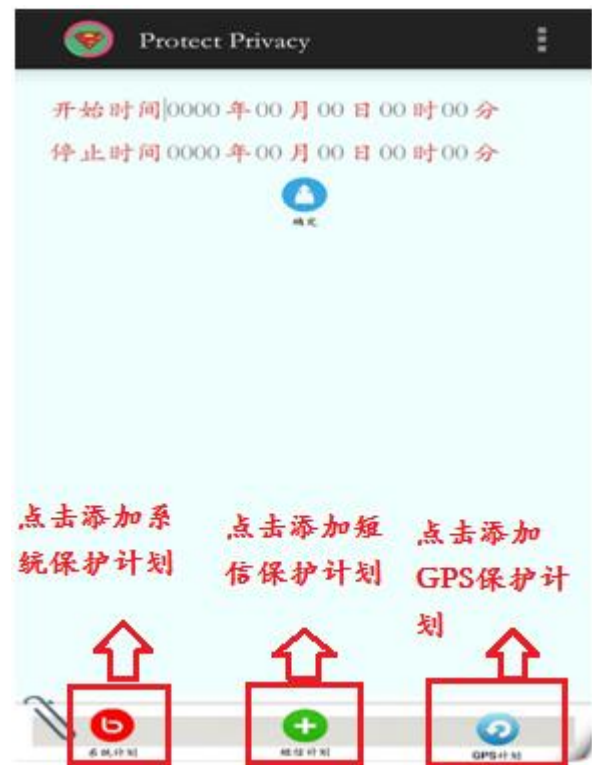 Protect Privacy
开始时间0000年00月00日00时00分
停止时间0000年00月00日00时00分
确定
点击添加系
统保护计划
点击添加短
信保护计划
点击添加
GPS保护计
划
系统计划
短信计划
GPS计划